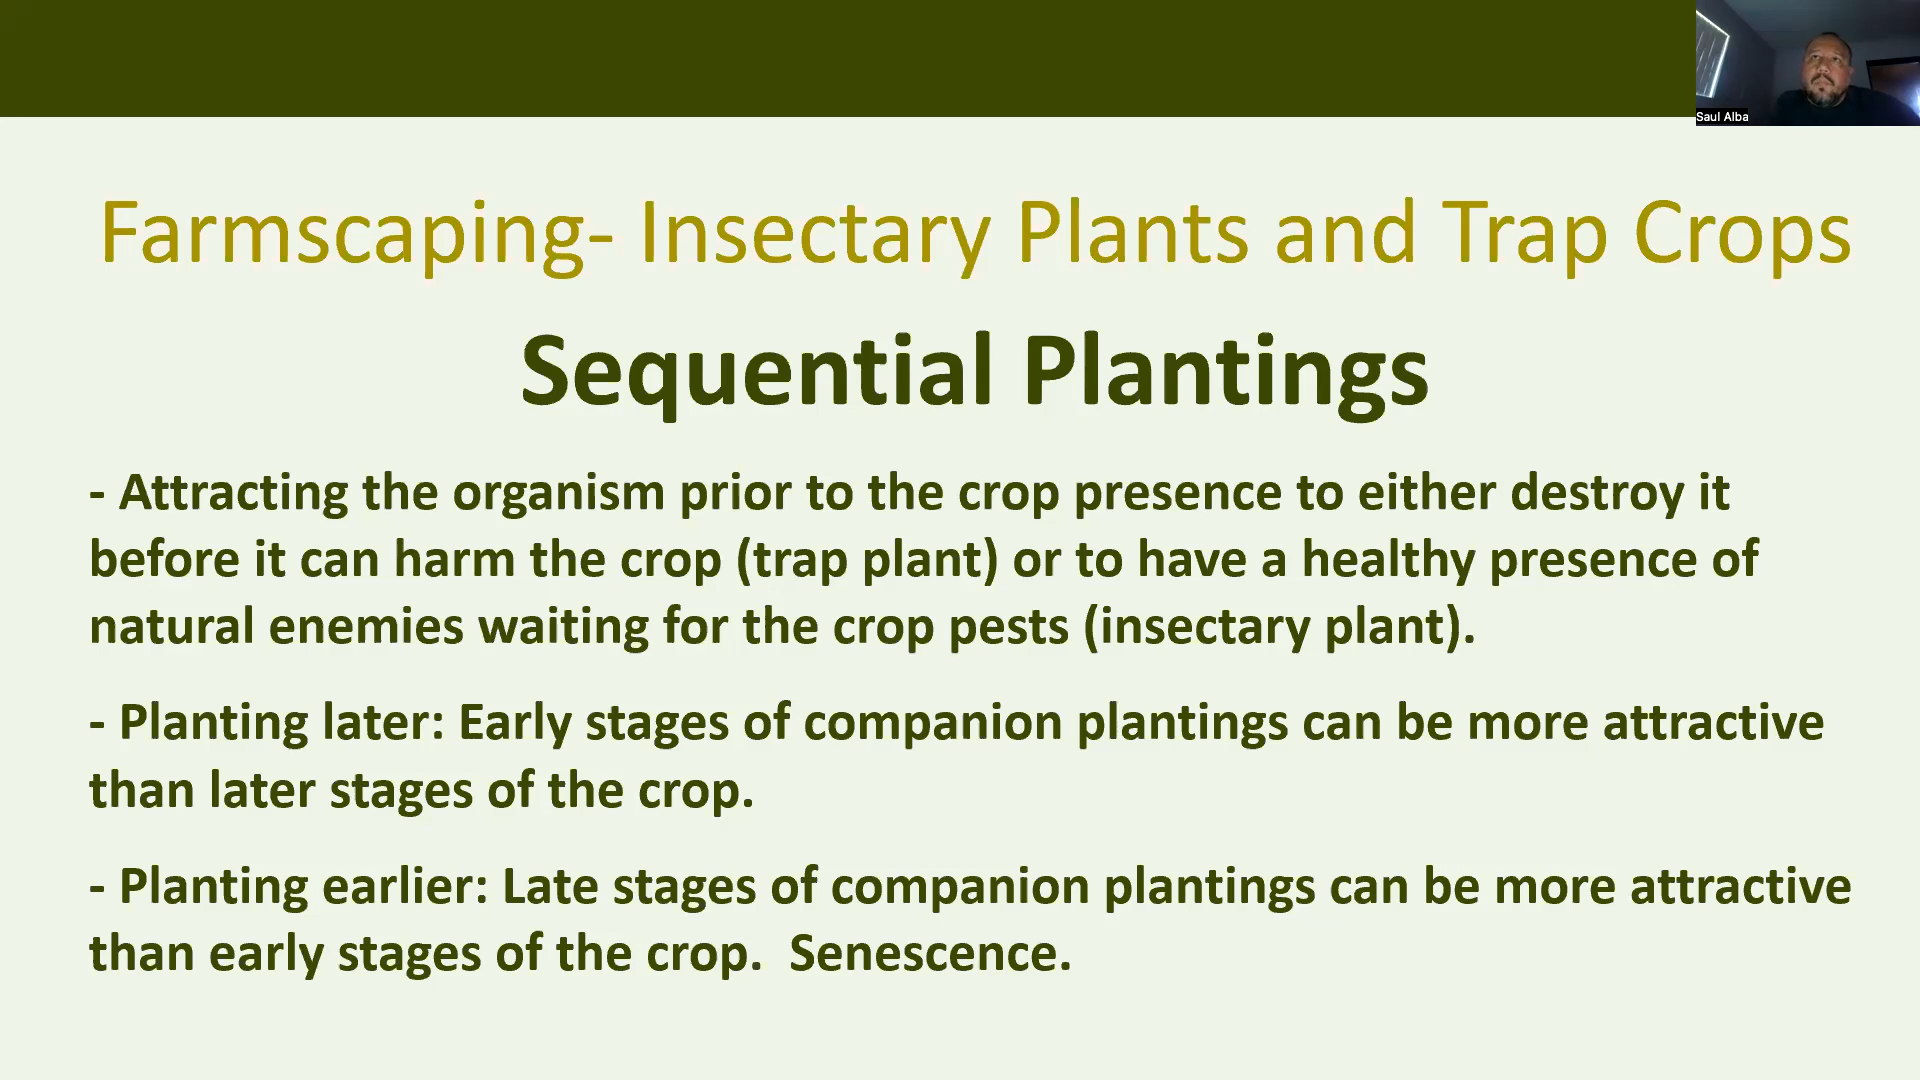 Saul Alba
Farmscaping- Insectary Plants and Trap Crops
Sequential Plantings
- Attracting the organism prior to the crop presence to either destroy it
before it can harm the crop (trap plant) or to have a healthy presence of
natural enemies waiting for the crop pests (insectary plant).
- Planting later: Early stages of companion plantings can be more attractive
than later stages of the crop.
- Planting earlier: Late stages of companion plantings can be more attractive
than early stages of the crop.  Senescence.